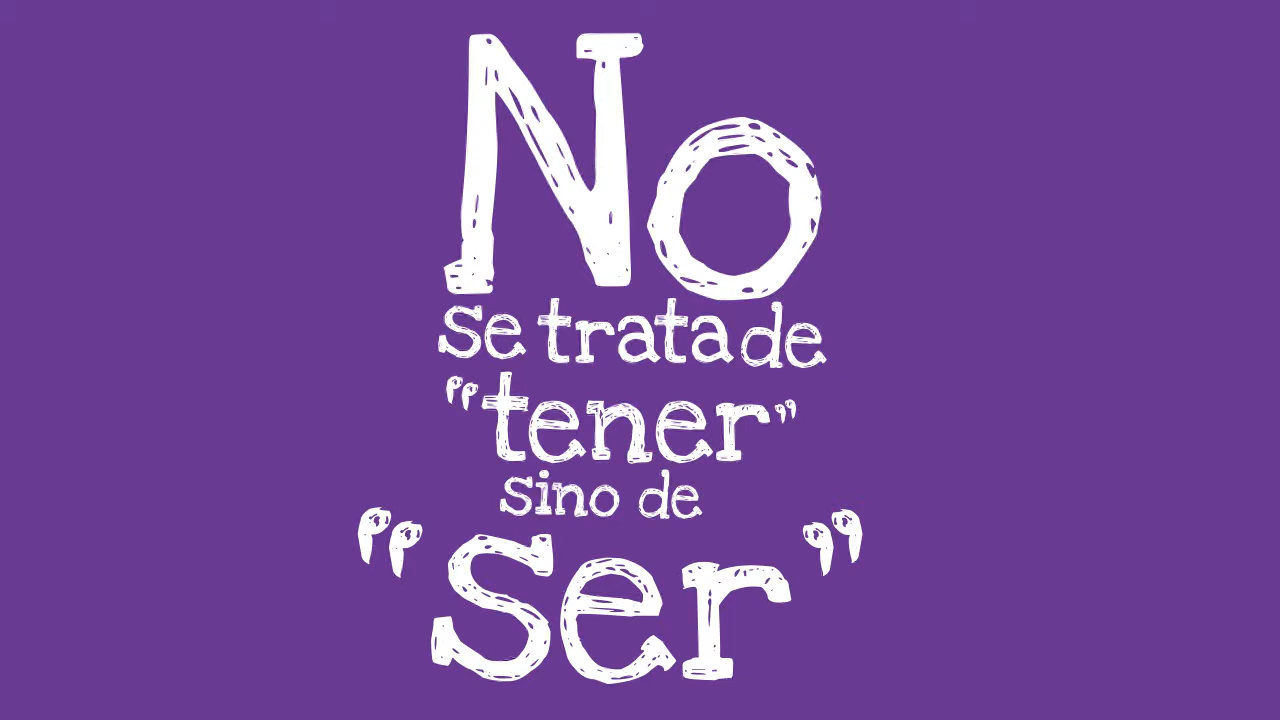 No
se trata de
“tener”
sino de
“Ser”